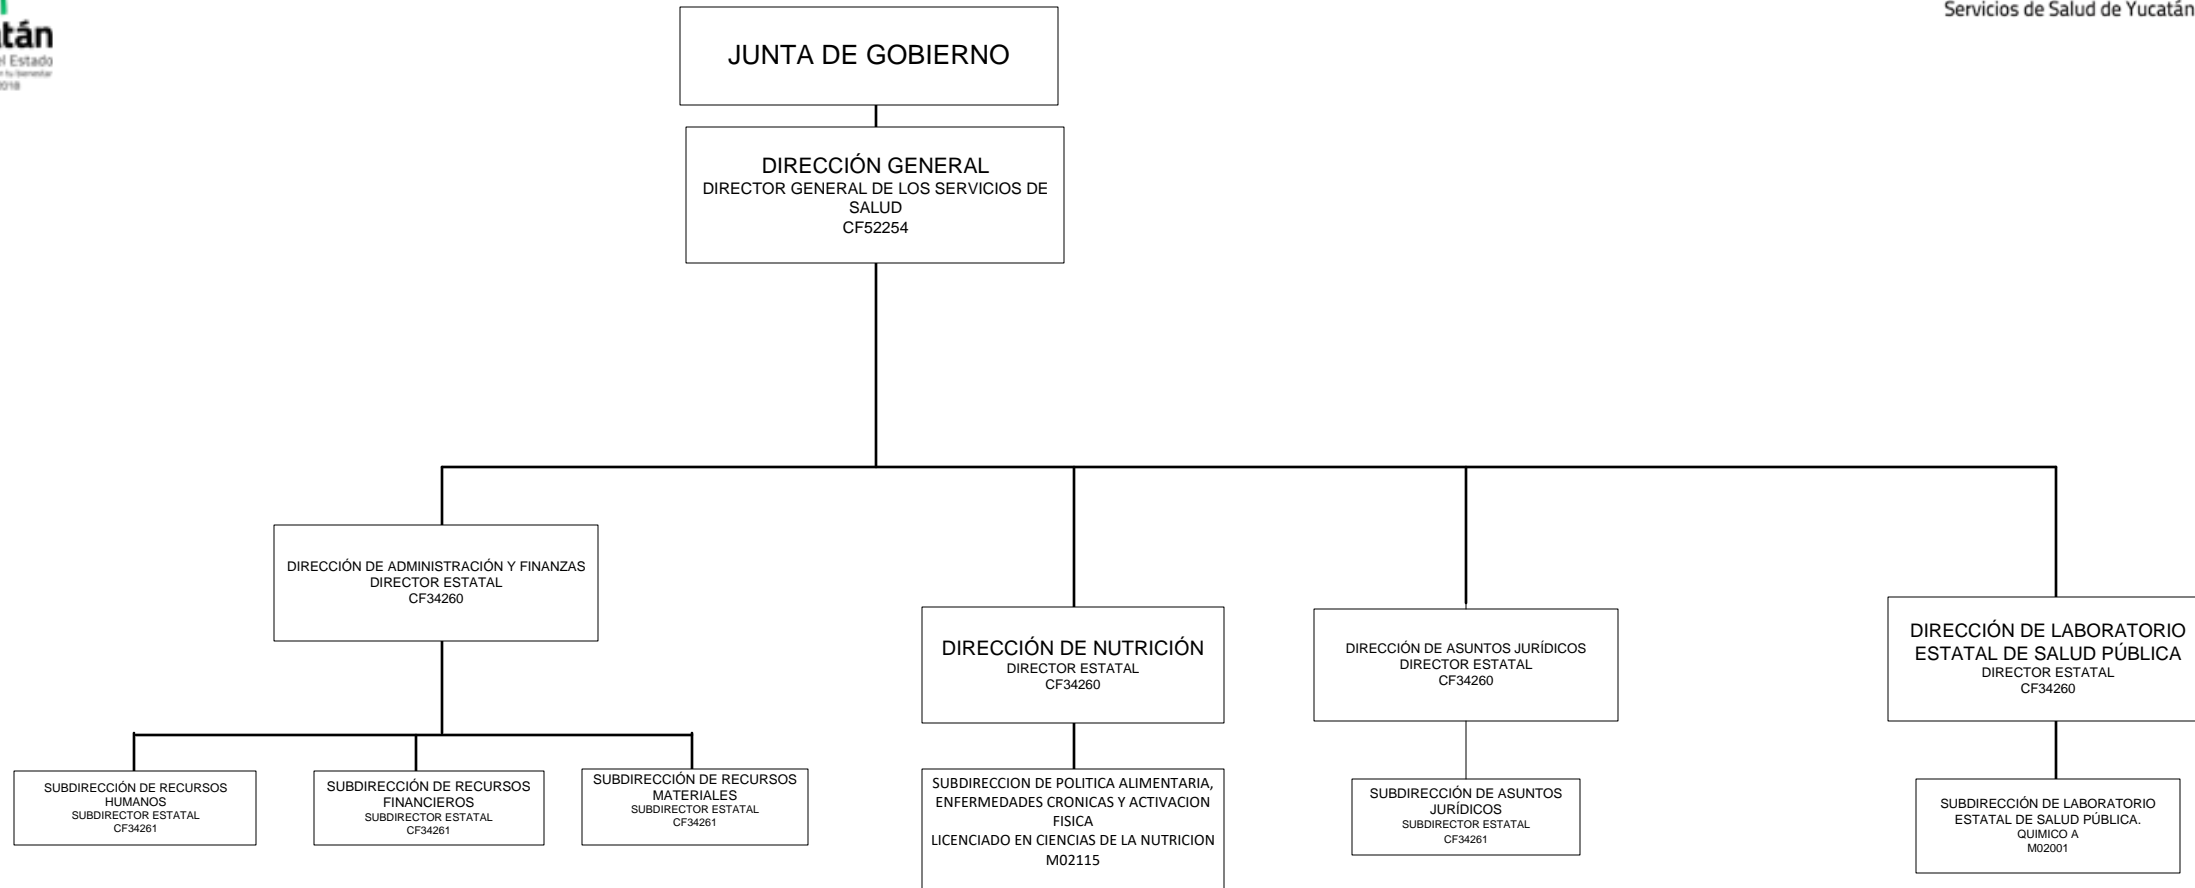 Servicios de Salud de Yucatán
JUNTA DE GOBIERNO
DIRECCIÓN GENERAL
DIRECTOR GENERAL DE LOS SERVICIOS DE
SALUD
CF52254
DIRECCIÓN DE ADMINISTRACIÓN Y FINANZAS
DIRECTOR ESTATAL
CF34260
DIRECCIÓN DE NUTRICIÓN
DIRECTOR ESTATAL
CF34260
DIRECCIÓN DE ASUNTOS JURÍDICOS
DIRECTOR ESTATAL
CF34260
DIRECCIÓN DE LABORATORIO
ESTATAL DE SALUD PÚBLICA
DIRECTOR ESTATAL
CF34260
SUBDIRECCIÓN DE RECURSOS
HUMANOS
SUBDIRECTOR ESTATAL
CF34261
SUBDIRECCIÓN DE RECURSOS
FINANCIEROS
SUBDIRECTOR ESTATAL
CF34261
SUBDIRECCIÓN DE RECURSOS
MATERIALES
SUBDIRECTOR ESTATAL
CF34261
SUBDIRECCION DE POLITICA ALIMENTARIA,
ENFERMEDADES CRONICAS Y ACTIVACION
FISICA
LICENCIADO EN CIENCIAS DE LA NUTRICION
M02115
SUBDIRECCIÓN DE ASUNTOS
JURÍDICOS
SUBDIRECTOR ESTATAL
CF34261
SUBDIRECCIÓN DE LABORATORIO
ESTATAL DE SALUD PÚBLICA.
QUIMICO A
M02001